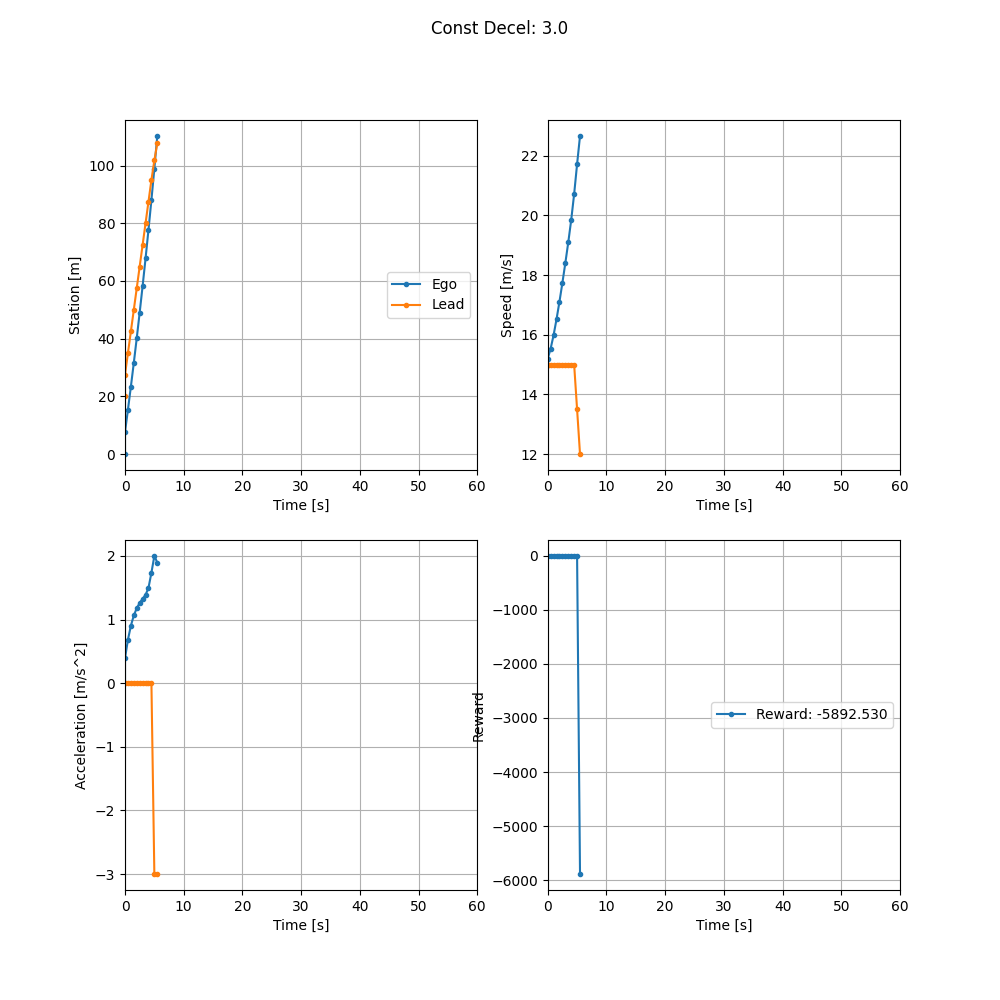 Const Decel: 3.0
Station [m]
100
80
60
40
20
0
Ego
Lead
0 10 20 30 40 50 60
Time [s]
Speed [m/s]
22
20
18
16
14
12
0 10 20 30 40 50 60
Time [s]
Acceleration [m/s^2]
2
1
0
−1
−2
−3
0 10 20 30 40 50 60
Time [s]
Reward
0
−1000
−2000
−3000
−4000
−5000
−6000
Reward: -5892.530
0 10 20 30 40 50 60
Time [s]